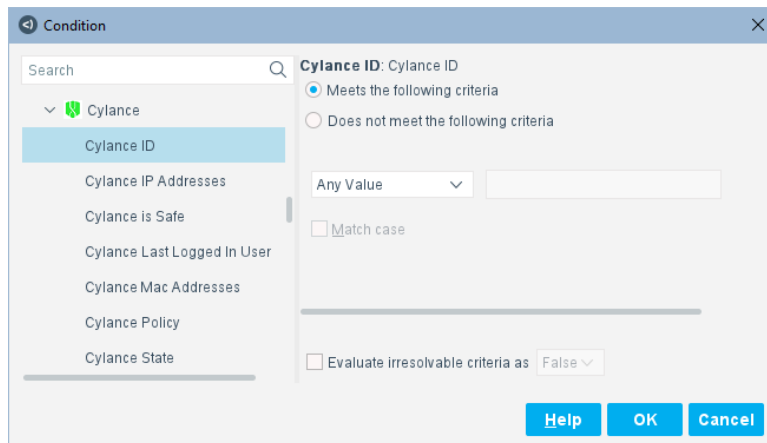 Condition
Search
Cylance
Cylance ID
Cylance IP Addresses
Cylance is Safe
Cylance Last Logged In User
Cylance Mac Addresses
Cylance Policy
Cylance State
Cylance ID: Cylance ID
Meets the following criteria
Does not meet the following criteria
Any Value
Match case
Evaluate irresolvable criteria as False
Help OK Cancel